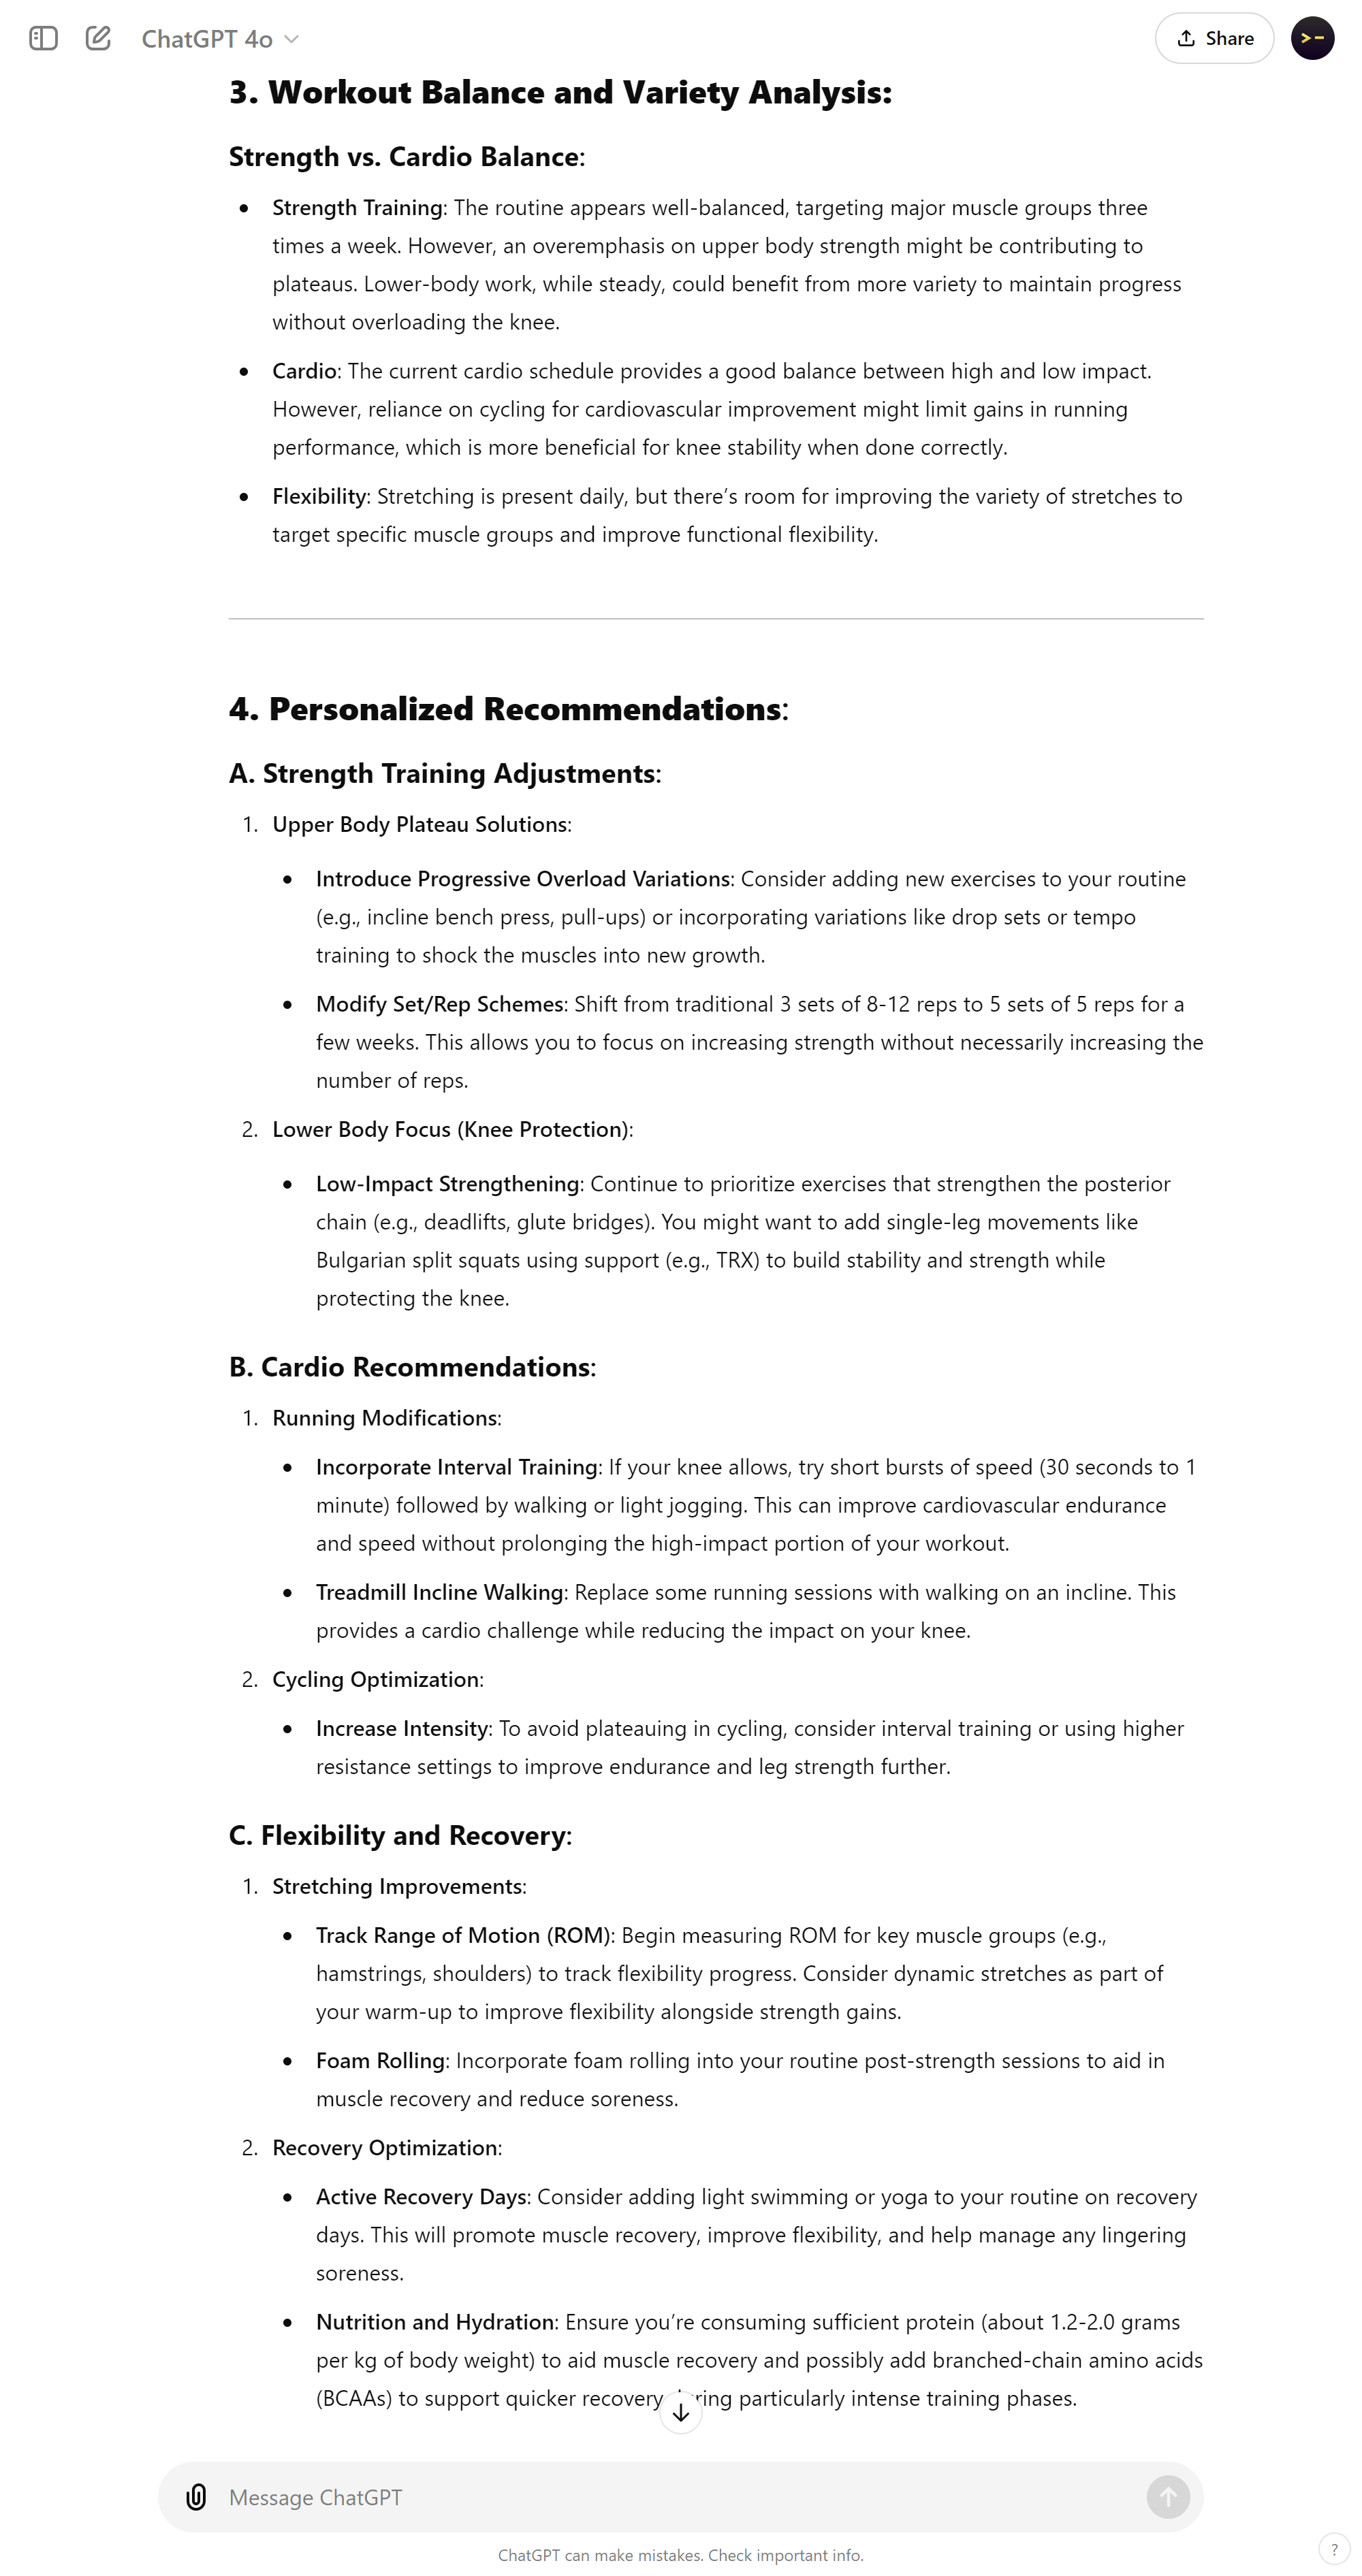 ChatGPT 4o
Share
3. Workout Balance and Variety Analysis:
Strength vs. Cardio Balance:
• Strength Training: The routine appears well-balanced, targeting major muscle groups three
times a week. However, an overemphasis on upper body strength might be contributing to
plateaus. Lower-body work, while steady, could benefit from more variety to maintain progress
without overloading the knee.
• Cardio: The current cardio schedule provides a good balance between high and low impact.
However, reliance on cycling for cardiovascular improvement might limit gains in running
performance, which is more beneficial for knee stability when done correctly.
• Flexibility: Stretching is present daily, but there’s room for improving the variety of stretches to
target specific muscle groups and improve functional flexibility.
4. Personalized Recommendations:
A. Strength Training Adjustments:
1. Upper Body Plateau Solutions:
• Introduce Progressive Overload Variations: Consider adding new exercises to your routine
(e.g., incline bench press, pull-ups) or incorporating variations like drop sets or tempo
training to shock the muscles into new growth.
• Modify Set/Rep Schemes: Shift from traditional 3 sets of 8-12 reps to 5 sets of 5 reps for a
few weeks. This allows you to focus on increasing strength without necessarily increasing the
number of reps.
2. Lower Body Focus (Knee Protection):
• Low-Impact Strengthening: Continue to prioritize exercises that strengthen the posterior
chain (e.g., deadlifts, glute bridges). You might want to add single-leg movements like
Bulgarian split squats using support (e.g., TRX) to build stability and strength while
protecting the knee.
B. Cardio Recommendations:
1. Running Modifications:
• Incorporate Interval Training: If your knee allows, try short bursts of speed (30 seconds to 1
minute) followed by walking or light jogging. This can improve cardiovascular endurance
and speed without prolonging the high-impact portion of your workout.
• Treadmill Incline Walking: Replace some running sessions with walking on an incline. This
provides a cardio challenge while reducing the impact on your knee.
2. Cycling Optimization:
• Increase Intensity: To avoid plateauing in cycling, consider interval training or using higher
resistance settings to improve endurance and leg strength further.
C. Flexibility and Recovery:
1. Stretching Improvements:
• Track Range of Motion (ROM): Begin measuring ROM for key muscle groups (e.g.,
hamstrings, shoulders) to track flexibility progress. Consider dynamic stretches as part of
your warm-up to improve flexibility alongside strength gains.
• Foam Rolling: Incorporate foam rolling into your routine post-strength sessions to aid in
muscle recovery and reduce soreness.
2. Recovery Optimization:
• Active Recovery Days: Consider adding light swimming or yoga to your routine on recovery
days. This will promote muscle recovery, improve flexibility, and help manage any lingering
soreness.
• Nutrition and Hydration: Ensure you’re consuming sufficient protein (about 1.2-2.0 grams
per kg of body weight) to aid muscle recovery and possibly add branched-chain amino acids
(BCAAs) to support quicker recovery during particularly intense training phases.
Message ChatGPT
ChatGPT can make mistakes. Check important info.
?